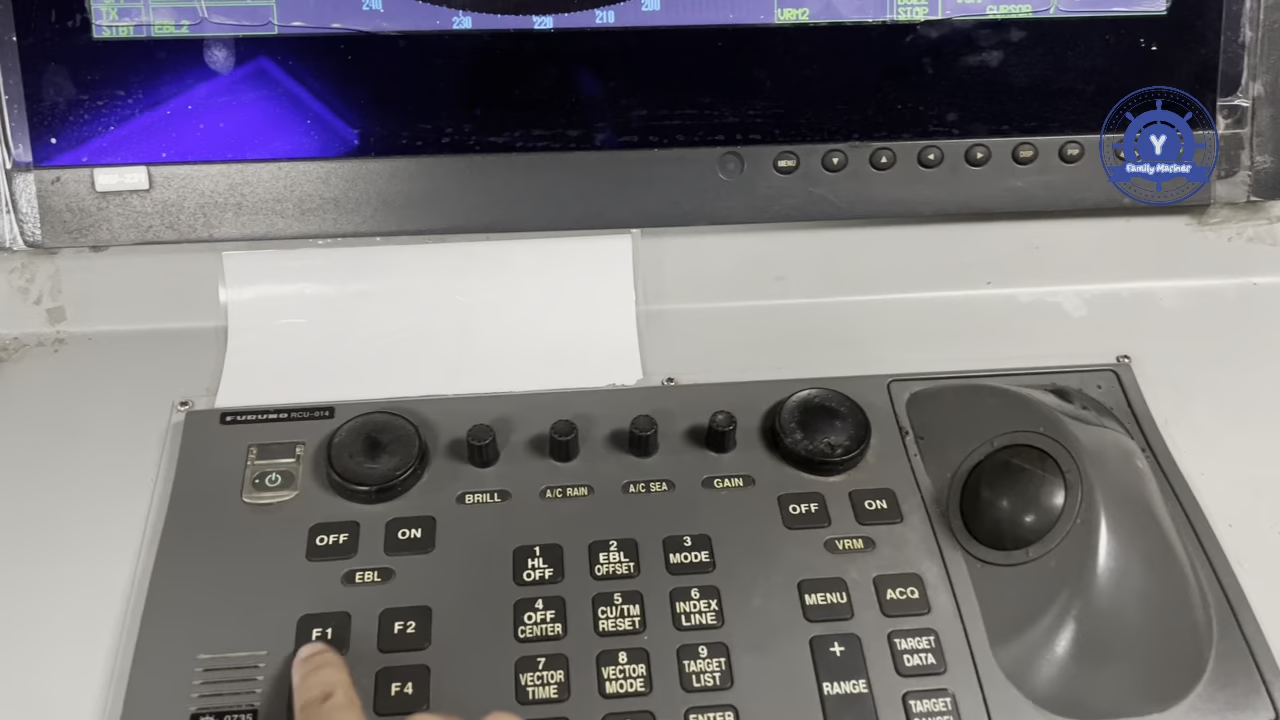 TX
STBY
EBL2
240
230
220
210
200
VRM2
STOP
CURSOR
MENU
DISP
Y
Family Mariner
FURUNO RCU-014
BRILL
A/C RAIN
A/C SEA
GAIN
OFF
ON
EBL
OFF
ON
VRM
1
HL
OFF
2
EBL
OFFSET
3
MODE
4
OFF
CENTER
5
CU/TM
RESET
6
INDEX
LINE
7
VECTOR
TIME
8
VECTOR
MODE
9
TARGET
LIST
ENTER
F1
F2
F4
MENU
ACQ
+
RANGE
TARGET
DATA
TARGET
CANCEL
0735